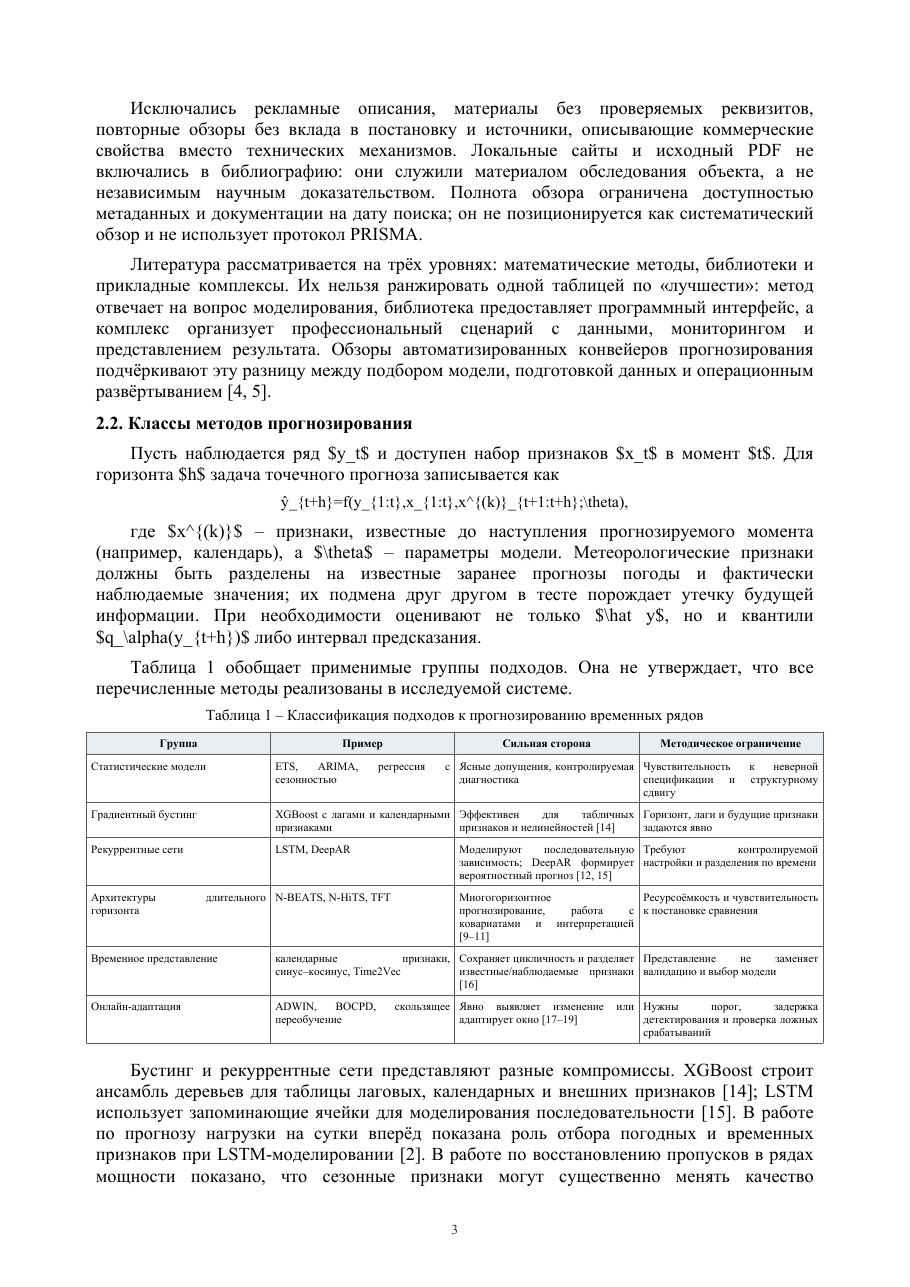 Исключались рекламные описания, материалы без проверяемых реквизитов,
повторные обзоры без вклада в постановку и источники, описывающие коммерческие
свойства вместо технических механизмов. Локальные сайты и исходный PDF не
включались в библиографию: они служили материалом обследования объекта, а не
независимым научным доказательством. Полнота обзора ограничена доступностью
метаданных и документации на дату поиска; он не позиционируется как систематический
обзор и не использует протокол PRISMA.
Литература рассматривается на трёх уровнях: математические методы, библиотеки и
прикладные комплексы. Их нельзя ранжировать одной таблицей по «лучшести»: метод
отвечает на вопрос моделирования, библиотека предоставляет программный интерфейс, а
комплекс организует профессиональный сценарий с данными, мониторингом и
представлением результата. Обзоры автоматизированных конвейеров прогнозирования
подчёркивают эту разницу между подбором модели, подготовкой данных и операционным
развёртыванием [4, 5].
2.2. Классы методов прогнозирования
Пусть наблюдается ряд $y_t$ и доступен набор признаков $x_t$ в момент $t$. Для
горизонта $h$ задача точечного прогноза записывается как
ŷ_{t+h}=f(y_{1:t},x_{1:t},x^{(k)}_{t+1:t+h};\theta),
где $x^{(k)}$ – признаки, известные до наступления прогнозируемого момента
(например, календарь), а $\theta$ – параметры модели. Метеорологические признаки
должны быть разделены на известные заранее прогнозы погоды и фактически
наблюдаемые значения; их подмена друг другом в тесте порождает утечку будущей
информации. При необходимости оценивают не только $\hat y$, но и квантили
$q_\alpha(y_{t+h})$ либо интервал предсказания.
Таблица 1 обобщает применимые группы подходов. Она не утверждает, что все
перечисленные методы реализованы в исследуемой системе.
Таблица 1 – Классификация подходов к прогнозированию временных рядов
Группа
Пример
Сильная сторона
Методическое ограничение
Статистические модели
ETS, ARIMA, регрессия с
сезонностью
Ясные допущения, контролируемая
диагностика
Чувствительность к неверной
спецификации и структурному
сдвигу
Градиентный бустинг
XGBoost с лагами и календарными
признаками
Эффективен для табличных
признаков и нелинейностей [14]
Горизонт, лаги и будущие признаки
задаются явно
Рекуррентные сети
LSTM, DeepAR
Моделируют последовательную
зависимость; DeepAR формирует
вероятностный прогноз [12, 15]
Требуют контролируемой
настройки и разделения по времени
Архитектуры длительного
горизонта
N-BEATS, N-HiTS, TFT
Многогоризонтное
прогнозирование, работа с
ковариатами и интерпретацией
[9–11]
Ресурсоёмкость и чувствительность
к постановке сравнения
Временное представление
календарные признаки,
синус–косинус, Time2Vec
Сохраняет цикличность и разделяет
известные/наблюдаемые признаки
[16]
Представление не заменяет
валидацию и выбор модели
Онлайн-адаптация
ADWIN, BOCPD, скользящее
переобучение
Явно выявляет изменение или
адаптирует окно [17–19]
Нужны порог, задержка
детектирования и проверка ложных
срабатываний
Бустинг и рекуррентные сети представляют разные компромиссы. XGBoost строит
ансамбль деревьев для таблицы лаговых, календарных и внешних признаков [14]; LSTM
использует запоминающие ячейки для моделирования последовательности [15]. В работе
по прогнозу нагрузки на сутки вперёд показана роль отбора погодных и временных
признаков при LSTM-моделировании [2]. В работе по восстановлению пропусков в рядах
мощности показано, что сезонные признаки могут существенно менять качество
3